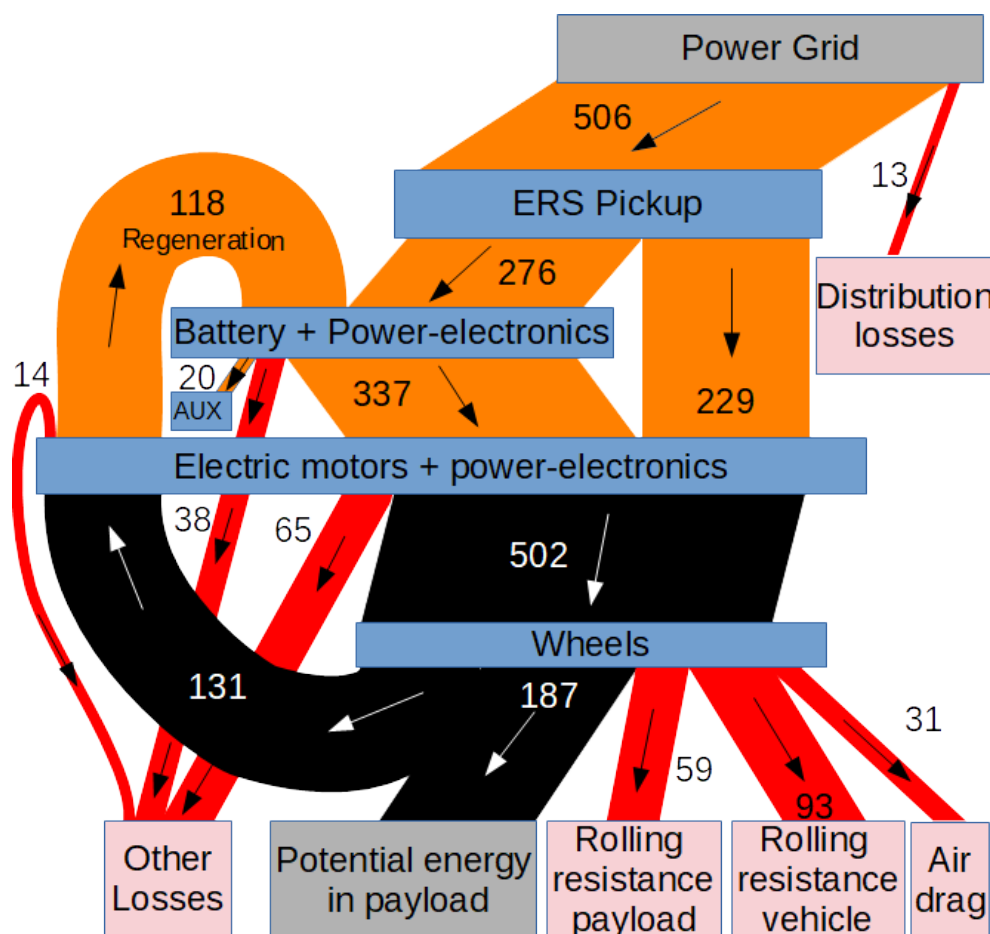 Power Grid
506
13
ERS Pickup
118
Regeneration
276
Distribution
losses
Battery + Power-electronics
14
20
AUX
337
229
Electric motors + power-electronics
38
65
502
Wheels
131
187
59
93
31
Other
Losses
Potential energy
in payload
Rolling
resistance
payload
Rolling
resistance
vehicle
Air
drag